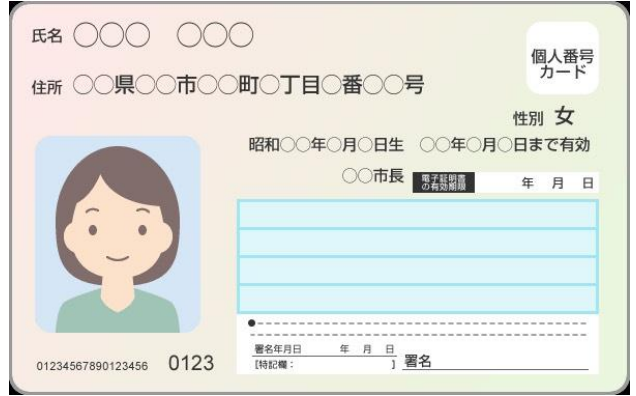 氏名 ○○○ ○○○
個人番号
カード
住所 ○○県○○市○○町○丁目○番○○号
性別 女
昭和○○年○月○日生 ○○年○月○日まで有効
○○市長 電子証明書の有効期限 年 月 日
署名年月日 年 月 日
[特記欄: ] 署名
01234567890123456 0123